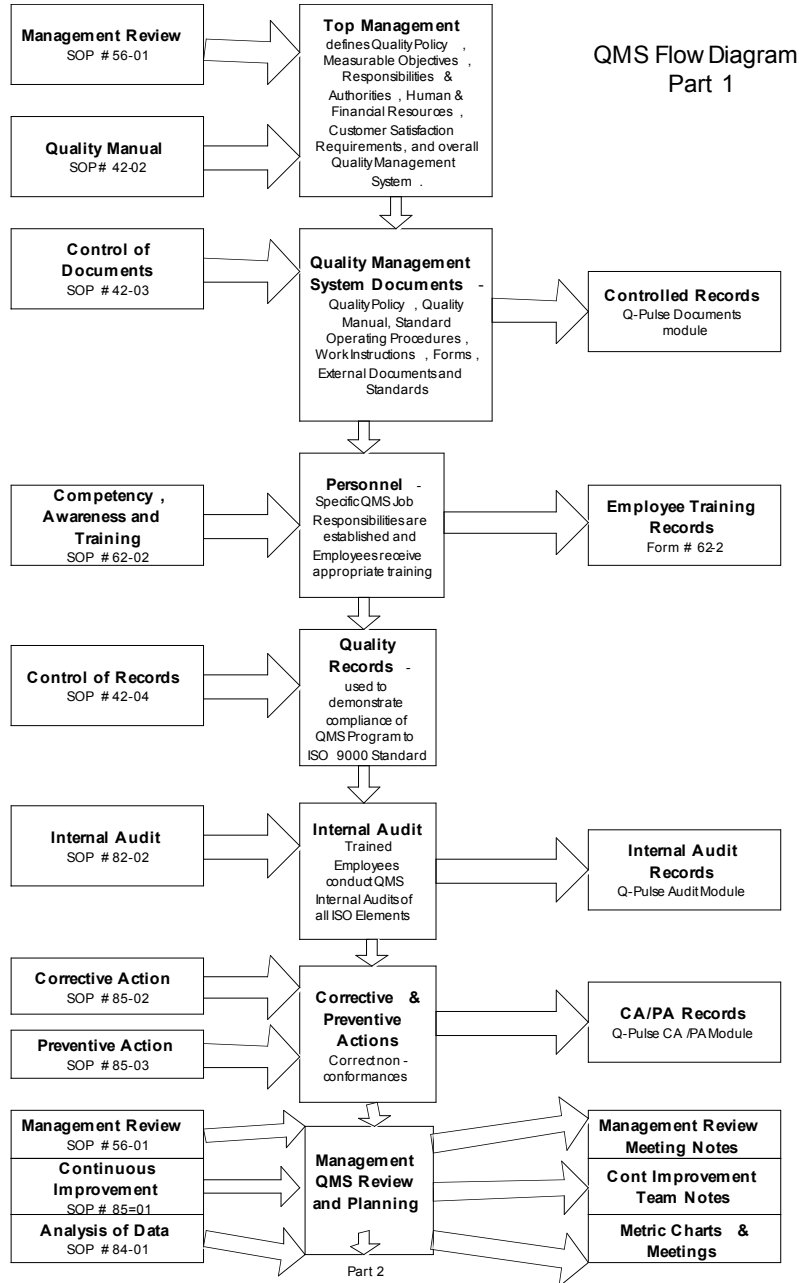 QMS Flow Diagram
Part 1
Management Review
SOP # 56-01
Top Management
defines Quality Policy ,
Measurable Objectives ,
Responsibilities &
Authorities , Human &
Financial Resources ,
Customer Satisfaction
Requirements, and overall
Quality Management
System .
Quality Manual
SOP # 42-02
Control of
Documents
SOP # 42-03
Quality Management
System Documents -
Quality Policy , Quality
Manual, Standard
Operating Procedures ,
Work Instructions , Forms ,
External Documents and
Standards
Controlled Records
Q-Pulse Documents
module
Competency ,
Awareness and
Training
SOP # 62-02
Personnel -
Specific QMS Job
Responsibilities are
established and
Employees receive
appropriate training
Employee Training
Records
Form # 62-2
Control of Records
SOP # 42-04
Quality
Records -
used to
demonstrate
compliance of
QMS Program to
ISO 9000 Standard
Internal Audit
SOP # 82-02
Internal Audit
Trained
Employees
conduct QMS
Internal Audits of
all ISO Elements
Internal Audit
Records
Q-Pulse Audit Module
Corrective Action
SOP # 85-02
Preventive Action
SOP # 85-03
Corrective &
Preventive
Actions
Correct non -
conformances
CA/PA Records
Q-Pulse CA /PA Module
Management Review
SOP # 56-01
Continuous
Improvement
SOP # 85=01
Analysis of Data
SOP # 84-01
Management
QMS Review
and Planning
Management Review
Meeting Notes
Cont Improvement
Team Notes
Metric Charts &
Meetings
Part 2